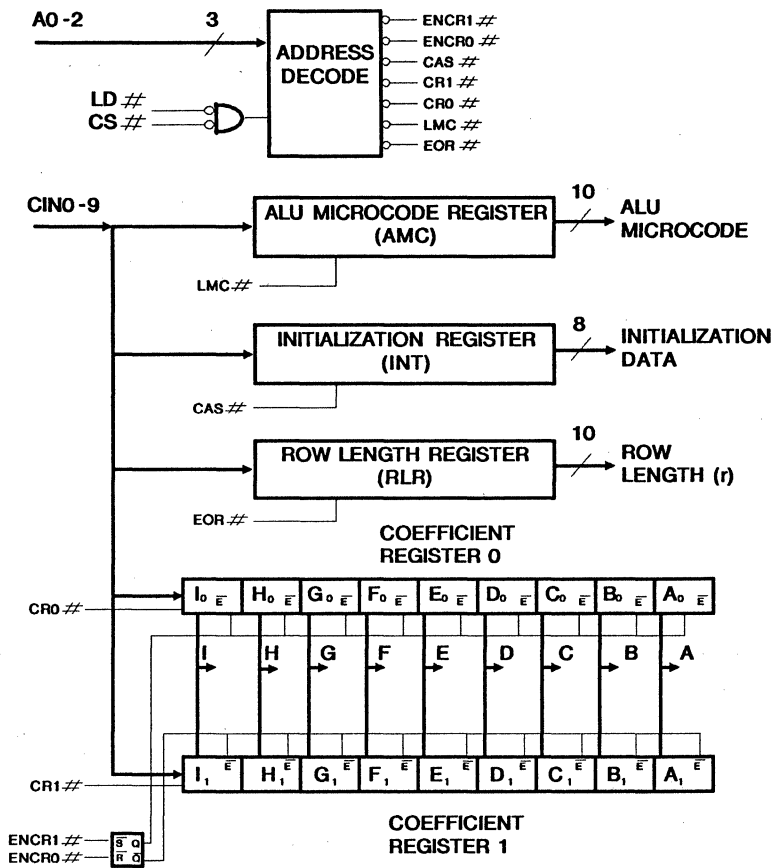 A0-2
3
ADDRESS
DECODE
ENCR1#
ENCR0#
CAS#
CR1#
CR0#
LMC#
EOR#
LD#
CS#
CIN0-9
ALU MICROCODE REGISTER
(AMC)
10
ALU
MICROCODE
LMC#
INITIALIZATION REGISTER
(INT)
8
INITIALIZATION
DATA
CAS#
ROW LENGTH REGISTER
(RLR)
10
ROW
LENGTH (r)
EOR#
COEFFICIENT
REGISTER 0
CR0#
I₀ E̅ H₀ E̅ G₀ E̅ F₀ E̅ E₀ E̅ D₀ E̅ C₀ E̅ B₀ E̅ A₀ E̅
I H G F E D C B A
CR1#
I₁ E̅ H₁ E̅ G₁ E̅ F₁ E̅ E₁ E̅ D₁ E̅ C₁ E̅ B₁ E̅ A₁ E̅
ENCR1#
ENCR0#
S̅ Q
R̅ Q̅
COEFFICIENT
REGISTER 1